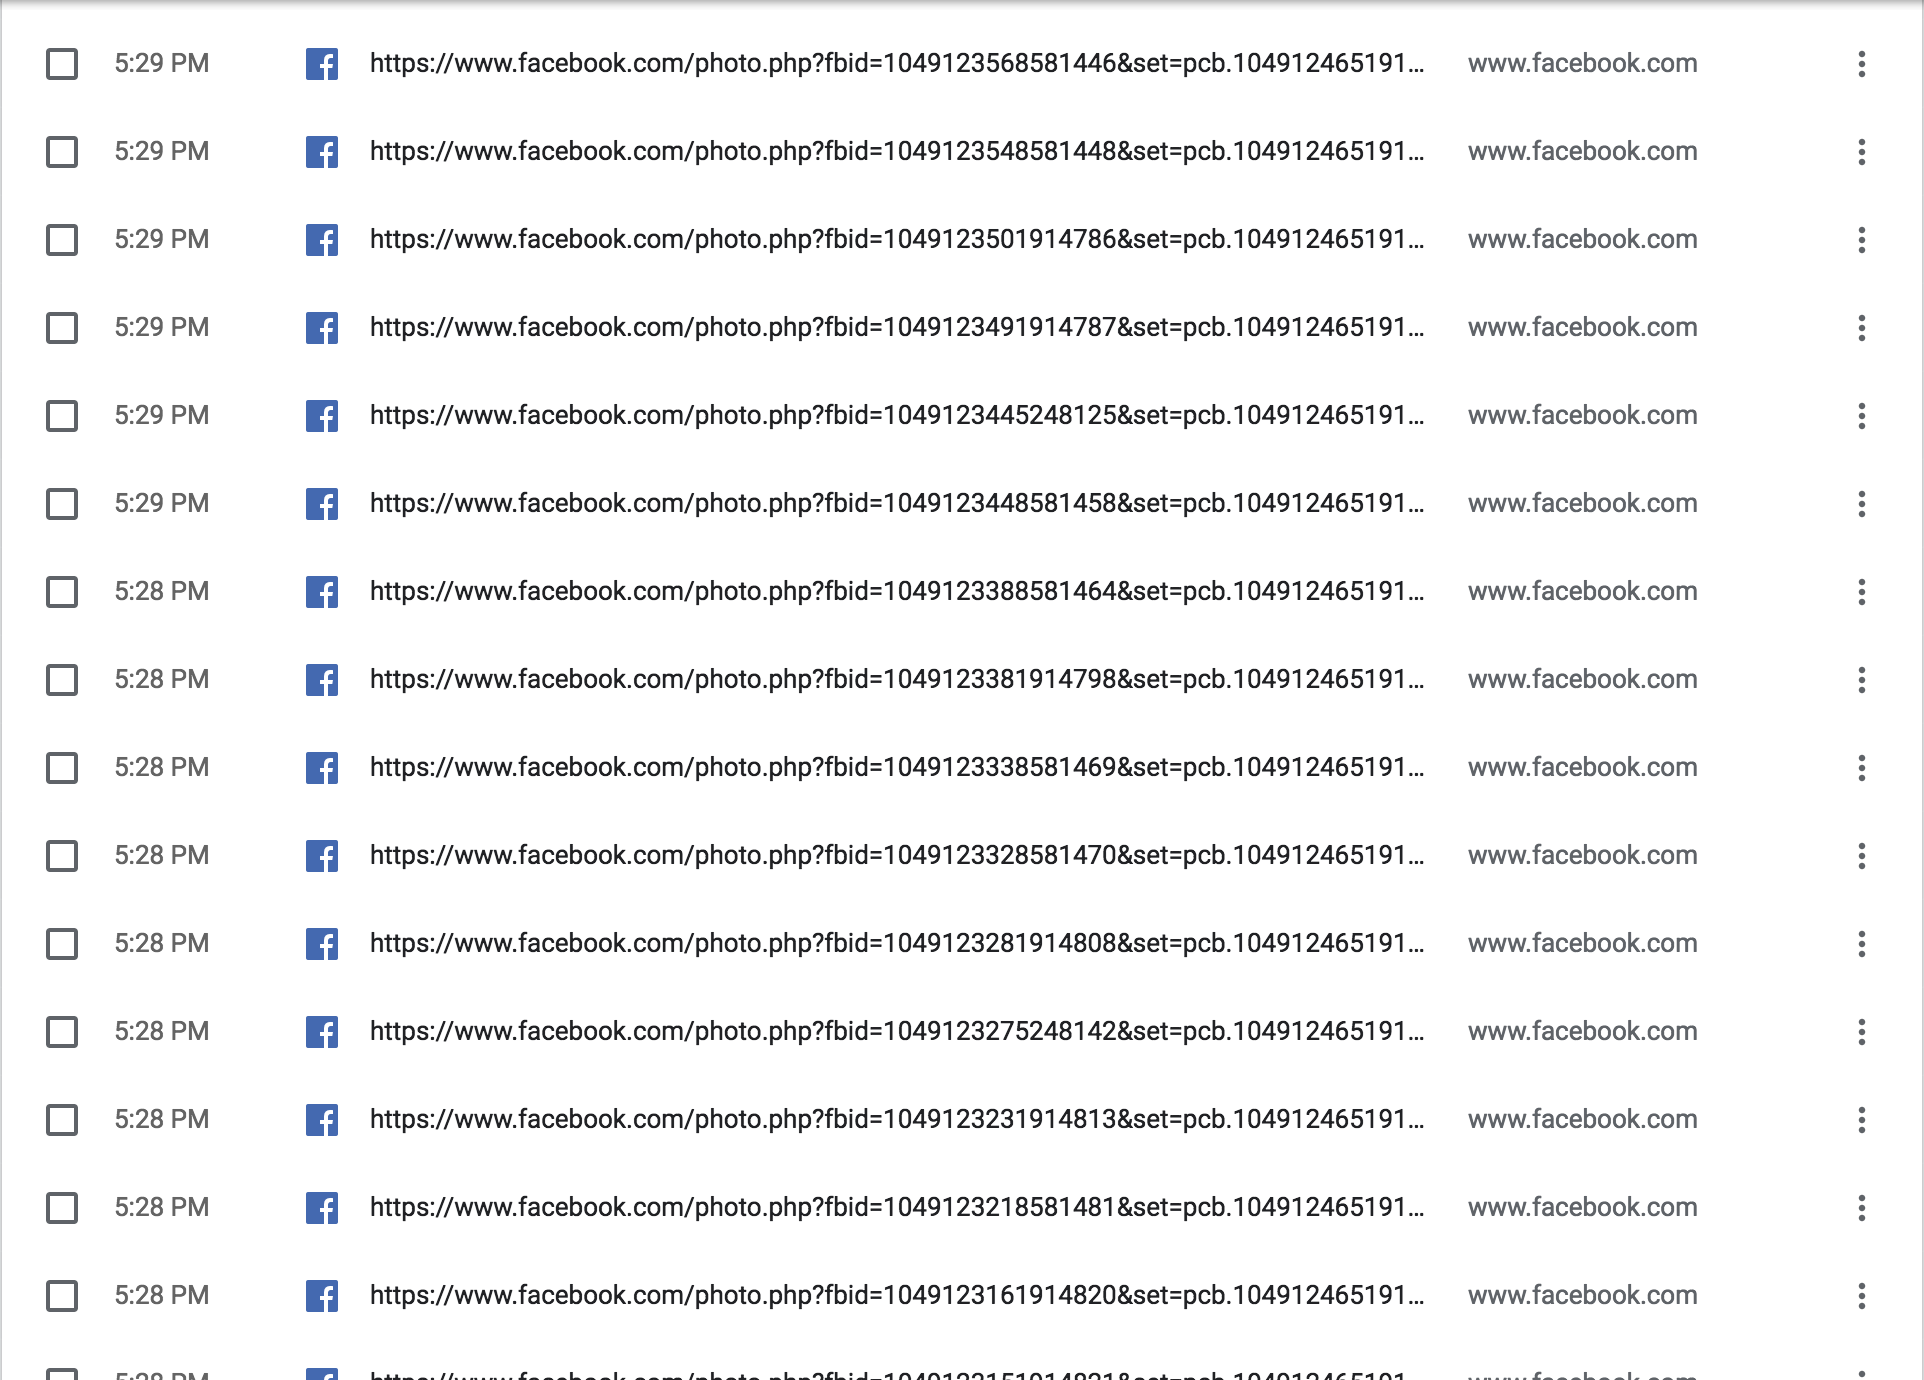 5:29 PM https://www.facebook.com/photo.php?fbid=1049123568581446&set=pcb.104912465191... www.facebook.com
5:29 PM https://www.facebook.com/photo.php?fbid=1049123548581448&set=pcb.104912465191... www.facebook.com
5:29 PM https://www.facebook.com/photo.php?fbid=1049123501914786&set=pcb.104912465191... www.facebook.com
5:29 PM https://www.facebook.com/photo.php?fbid=1049123491914787&set=pcb.104912465191... www.facebook.com
5:29 PM https://www.facebook.com/photo.php?fbid=1049123445248125&set=pcb.104912465191... www.facebook.com
5:29 PM https://www.facebook.com/photo.php?fbid=1049123448581458&set=pcb.104912465191... www.facebook.com
5:28 PM https://www.facebook.com/photo.php?fbid=1049123388581464&set=pcb.104912465191... www.facebook.com
5:28 PM https://www.facebook.com/photo.php?fbid=1049123381914798&set=pcb.104912465191... www.facebook.com
5:28 PM https://www.facebook.com/photo.php?fbid=1049123338581469&set=pcb.104912465191... www.facebook.com
5:28 PM https://www.facebook.com/photo.php?fbid=1049123328581470&set=pcb.104912465191... www.facebook.com
5:28 PM https://www.facebook.com/photo.php?fbid=1049123281914808&set=pcb.104912465191... www.facebook.com
5:28 PM https://www.facebook.com/photo.php?fbid=1049123275248142&set=pcb.104912465191... www.facebook.com
5:28 PM https://www.facebook.com/photo.php?fbid=1049123231914813&set=pcb.104912465191... www.facebook.com
5:28 PM https://www.facebook.com/photo.php?fbid=1049123218581481&set=pcb.104912465191... www.facebook.com
5:28 PM https://www.facebook.com/photo.php?fbid=1049123161914820&set=pcb.104912465191... www.facebook.com